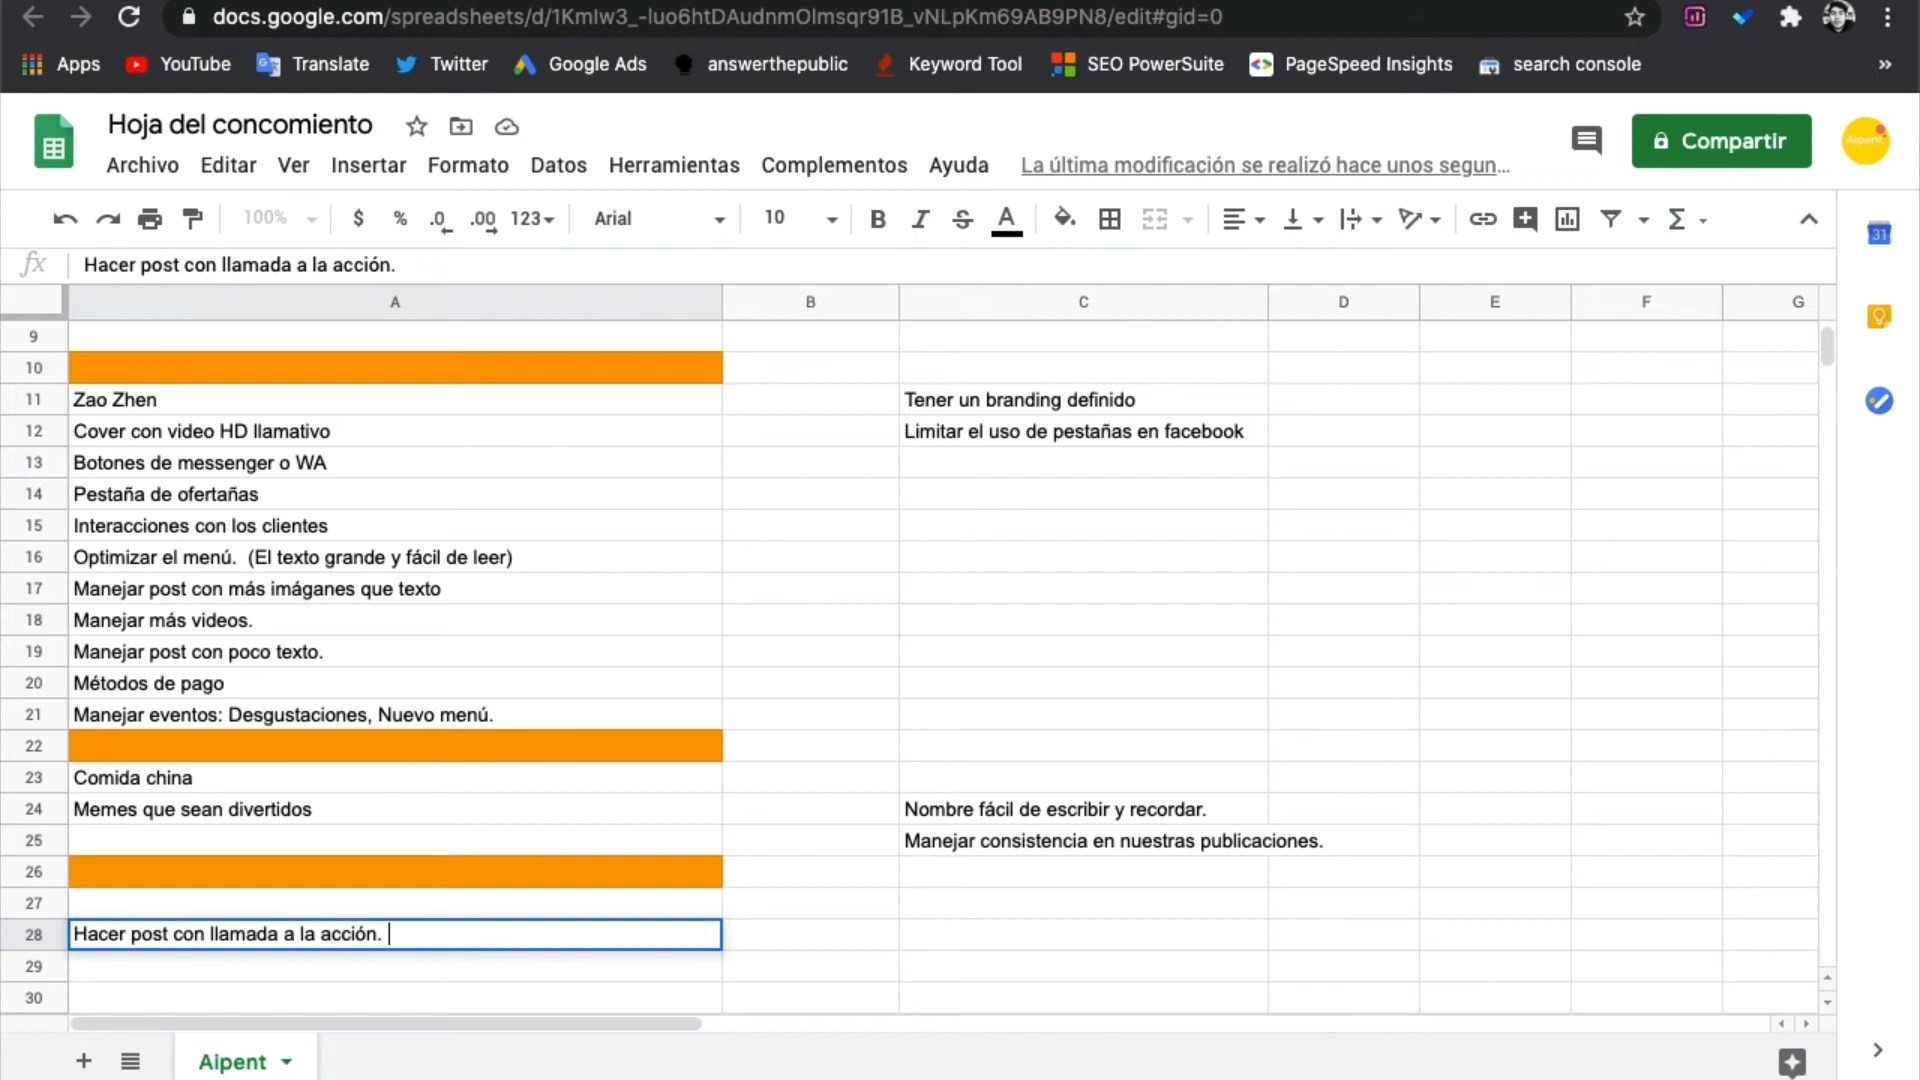 docs.google.com/spreadsheets/d/1Kmlw3_-luo6htDAudnmOlmsqr91B_vNLpKm69AB9PN8/edit#gid=0
Apps YouTube Translate Twitter Google Ads answerthepublic Keyword Tool SEO PowerSuite PageSpeed Insights search console »
Hoja del concomiento
Archivo Editar Ver Insertar Formato Datos Herramientas Complementos Ayuda La última modificación se realizó hace unos segun...
Compartir
Aipent
100% $ % .0 .00 123 Arial 10 B I S A Σ
31
fx Hacer post con llamada a la acción.
A B C D E F G
9
10
11 Zao Zhen Tener un branding definido
12 Cover con video HD llamativo Limitar el uso de pestañas en facebook
13 Botones de messenger o WA
14 Pestaña de ofertañas
15 Interacciones con los clientes
16 Optimizar el menú.  (El texto grande y fácil de leer)
17 Manejar post con más imáganes que texto
18 Manejar más videos.
19 Manejar post con poco texto.
20 Métodos de pago
21 Manejar eventos: Desgustaciones, Nuevo menú.
22
23 Comida china
24 Memes que sean divertidos Nombre fácil de escribir y recordar.
25 Manejar consistencia en nuestras publicaciones.
26
27
28 Hacer post con llamada a la acción.
29
30
+ Aipent